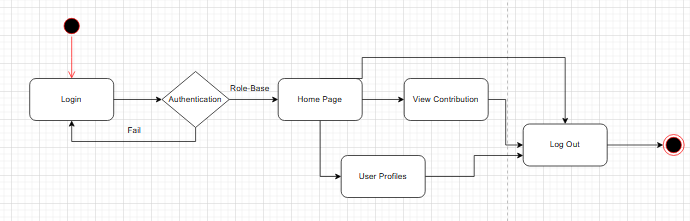 Role-Base
Login
Authentication
Home Page
View Contribution
Fail
Log Out
User Profiles